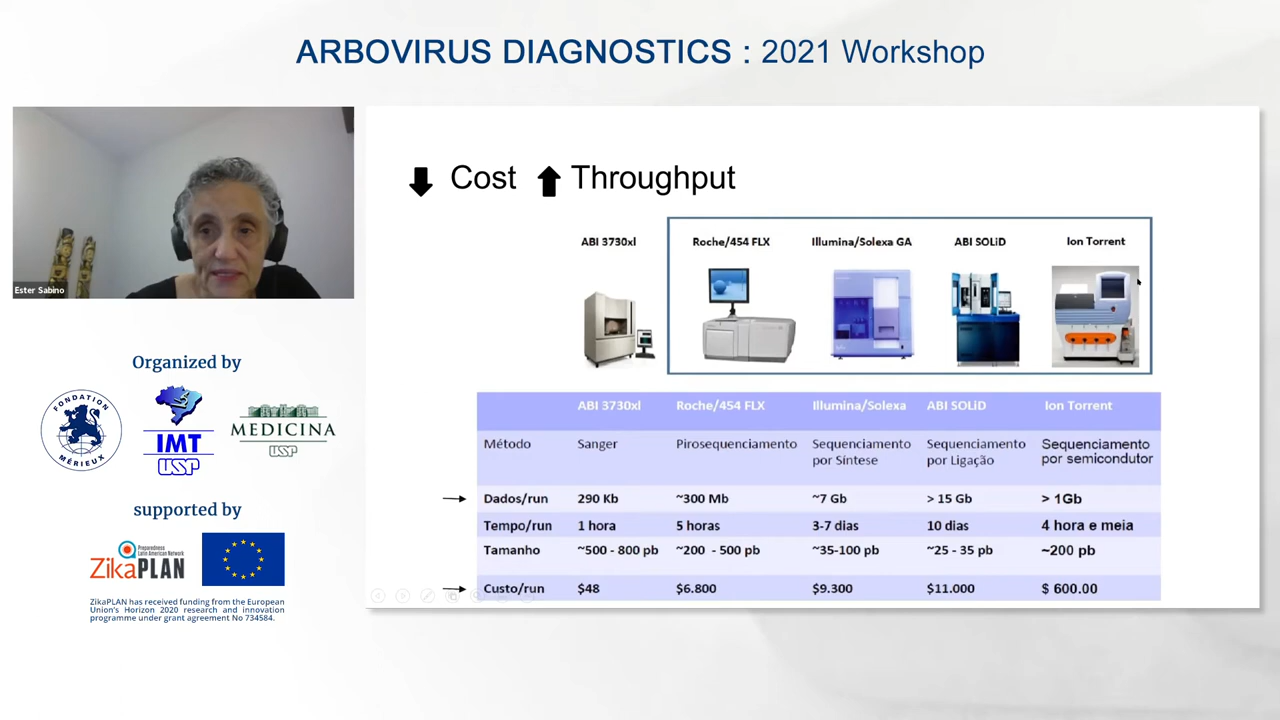 ARBOVIRUS DIAGNOSTICS : 2021 Workshop
Ester Sabino
Organized by
FONDATION
MÉRIEUX
IMT
USP
MEDICINA
USP
supported by
Preparedness
Latin American Network
ZikaPLAN
ZikaPLAN has received funding from the European
Union's Horizon 2020 research and innovation
programme under grant agreement No 734584.
Cost Throughput
ABI 3730xl Roche/454 FLX Illumina/Solexa GA ABI SOLiD Ion Torrent
ABI 3730xl Roche/454 FLX Illumina/Solexa ABI SOLiD Ion Torrent
Método Sanger Pirosequenciamento Sequenciamento Sequenciamento Sequenciamento
por Síntese por Ligação por semicondutor
Dados/run 290 Kb ~300 Mb ~7 Gb > 15 Gb > 1Gb
Tempo/run 1 hora 5 horas 3-7 dias 10 dias 4 hora e meia
Tamanho ~500 - 800 pb ~200 - 500 pb ~35-100 pb ~25 - 35 pb ~200 pb
Custo/run $48 $6.800 $9.300 $11.000 $ 600.00